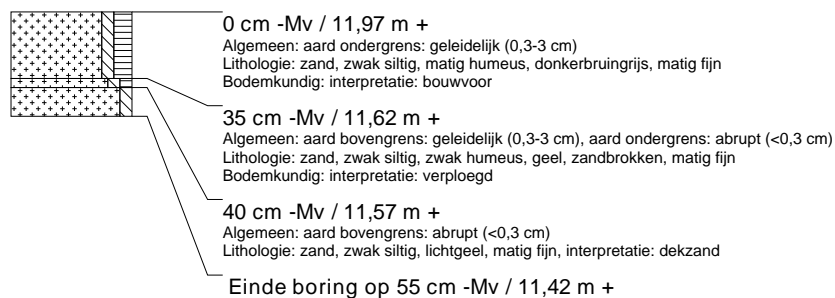 0 cm -Mv / 11,97 m +
Algemeen: aard ondergrens: geleidelijk (0,3-3 cm)
Lithologie: zand, zwak siltig, matig humeus, donkerbruingrijs, matig fijn
Bodemkundig: interpretatie: bouwvoor
35 cm -Mv / 11,62 m +
Algemeen: aard bovengrens: geleidelijk (0,3-3 cm), aard ondergrens: abrupt (<0,3 cm)
Lithologie: zand, zwak siltig, zwak humeus, geel, zandbrokken, matig fijn
Bodemkundig: interpretatie: verploegd
40 cm -Mv / 11,57 m +
Algemeen: aard bovengrens: abrupt (<0,3 cm)
Lithologie: zand, zwak siltig, lichtgeel, matig fijn, interpretatie: dekzand
Einde boring op 55 cm -Mv / 11,42 m +